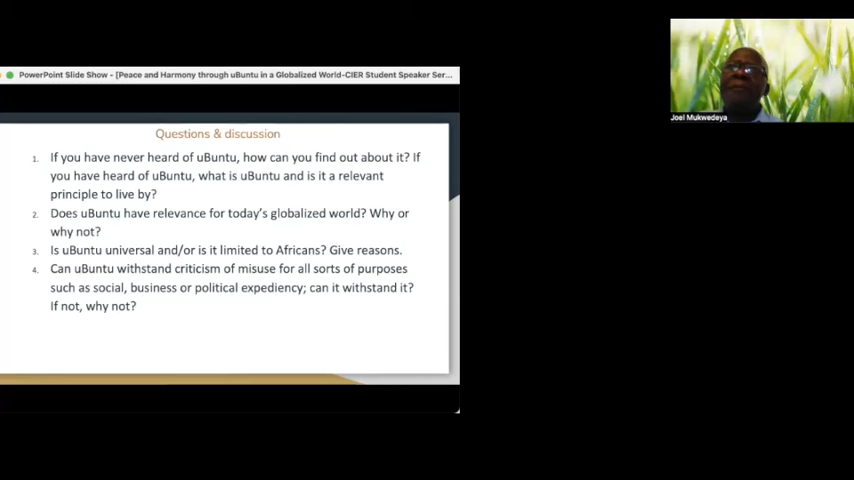 PowerPoint Slide Show - [Peace and Harmony through uBuntu in a Globalized World-CIER Student Speaker Ser...
Questions & discussion
1. If you have never heard of uBuntu, how can you find out about it? If
you have heard of uBuntu, what is uBuntu and is it a relevant
principle to live by?
2. Does uBuntu have relevance for today's globalized world? Why or
why not?
3. Is uBuntu universal and/or is it limited to Africans? Give reasons.
4. Can uBuntu withstand criticism of misuse for all sorts of purposes
such as social, business or political expediency; can it withstand it?
If not, why not?
Joel Mukwedeya